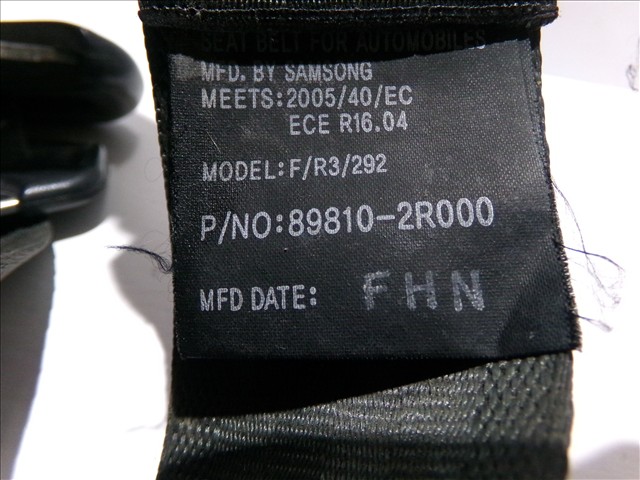 SEAT BELT FOR AUTOMOBILES
MFD. BY SAMSONG
MEETS:2005/40/EC
ECE R16.04
MODEL:F/R3/292
P/NO:89810-2R000
MFD DATE: FHN